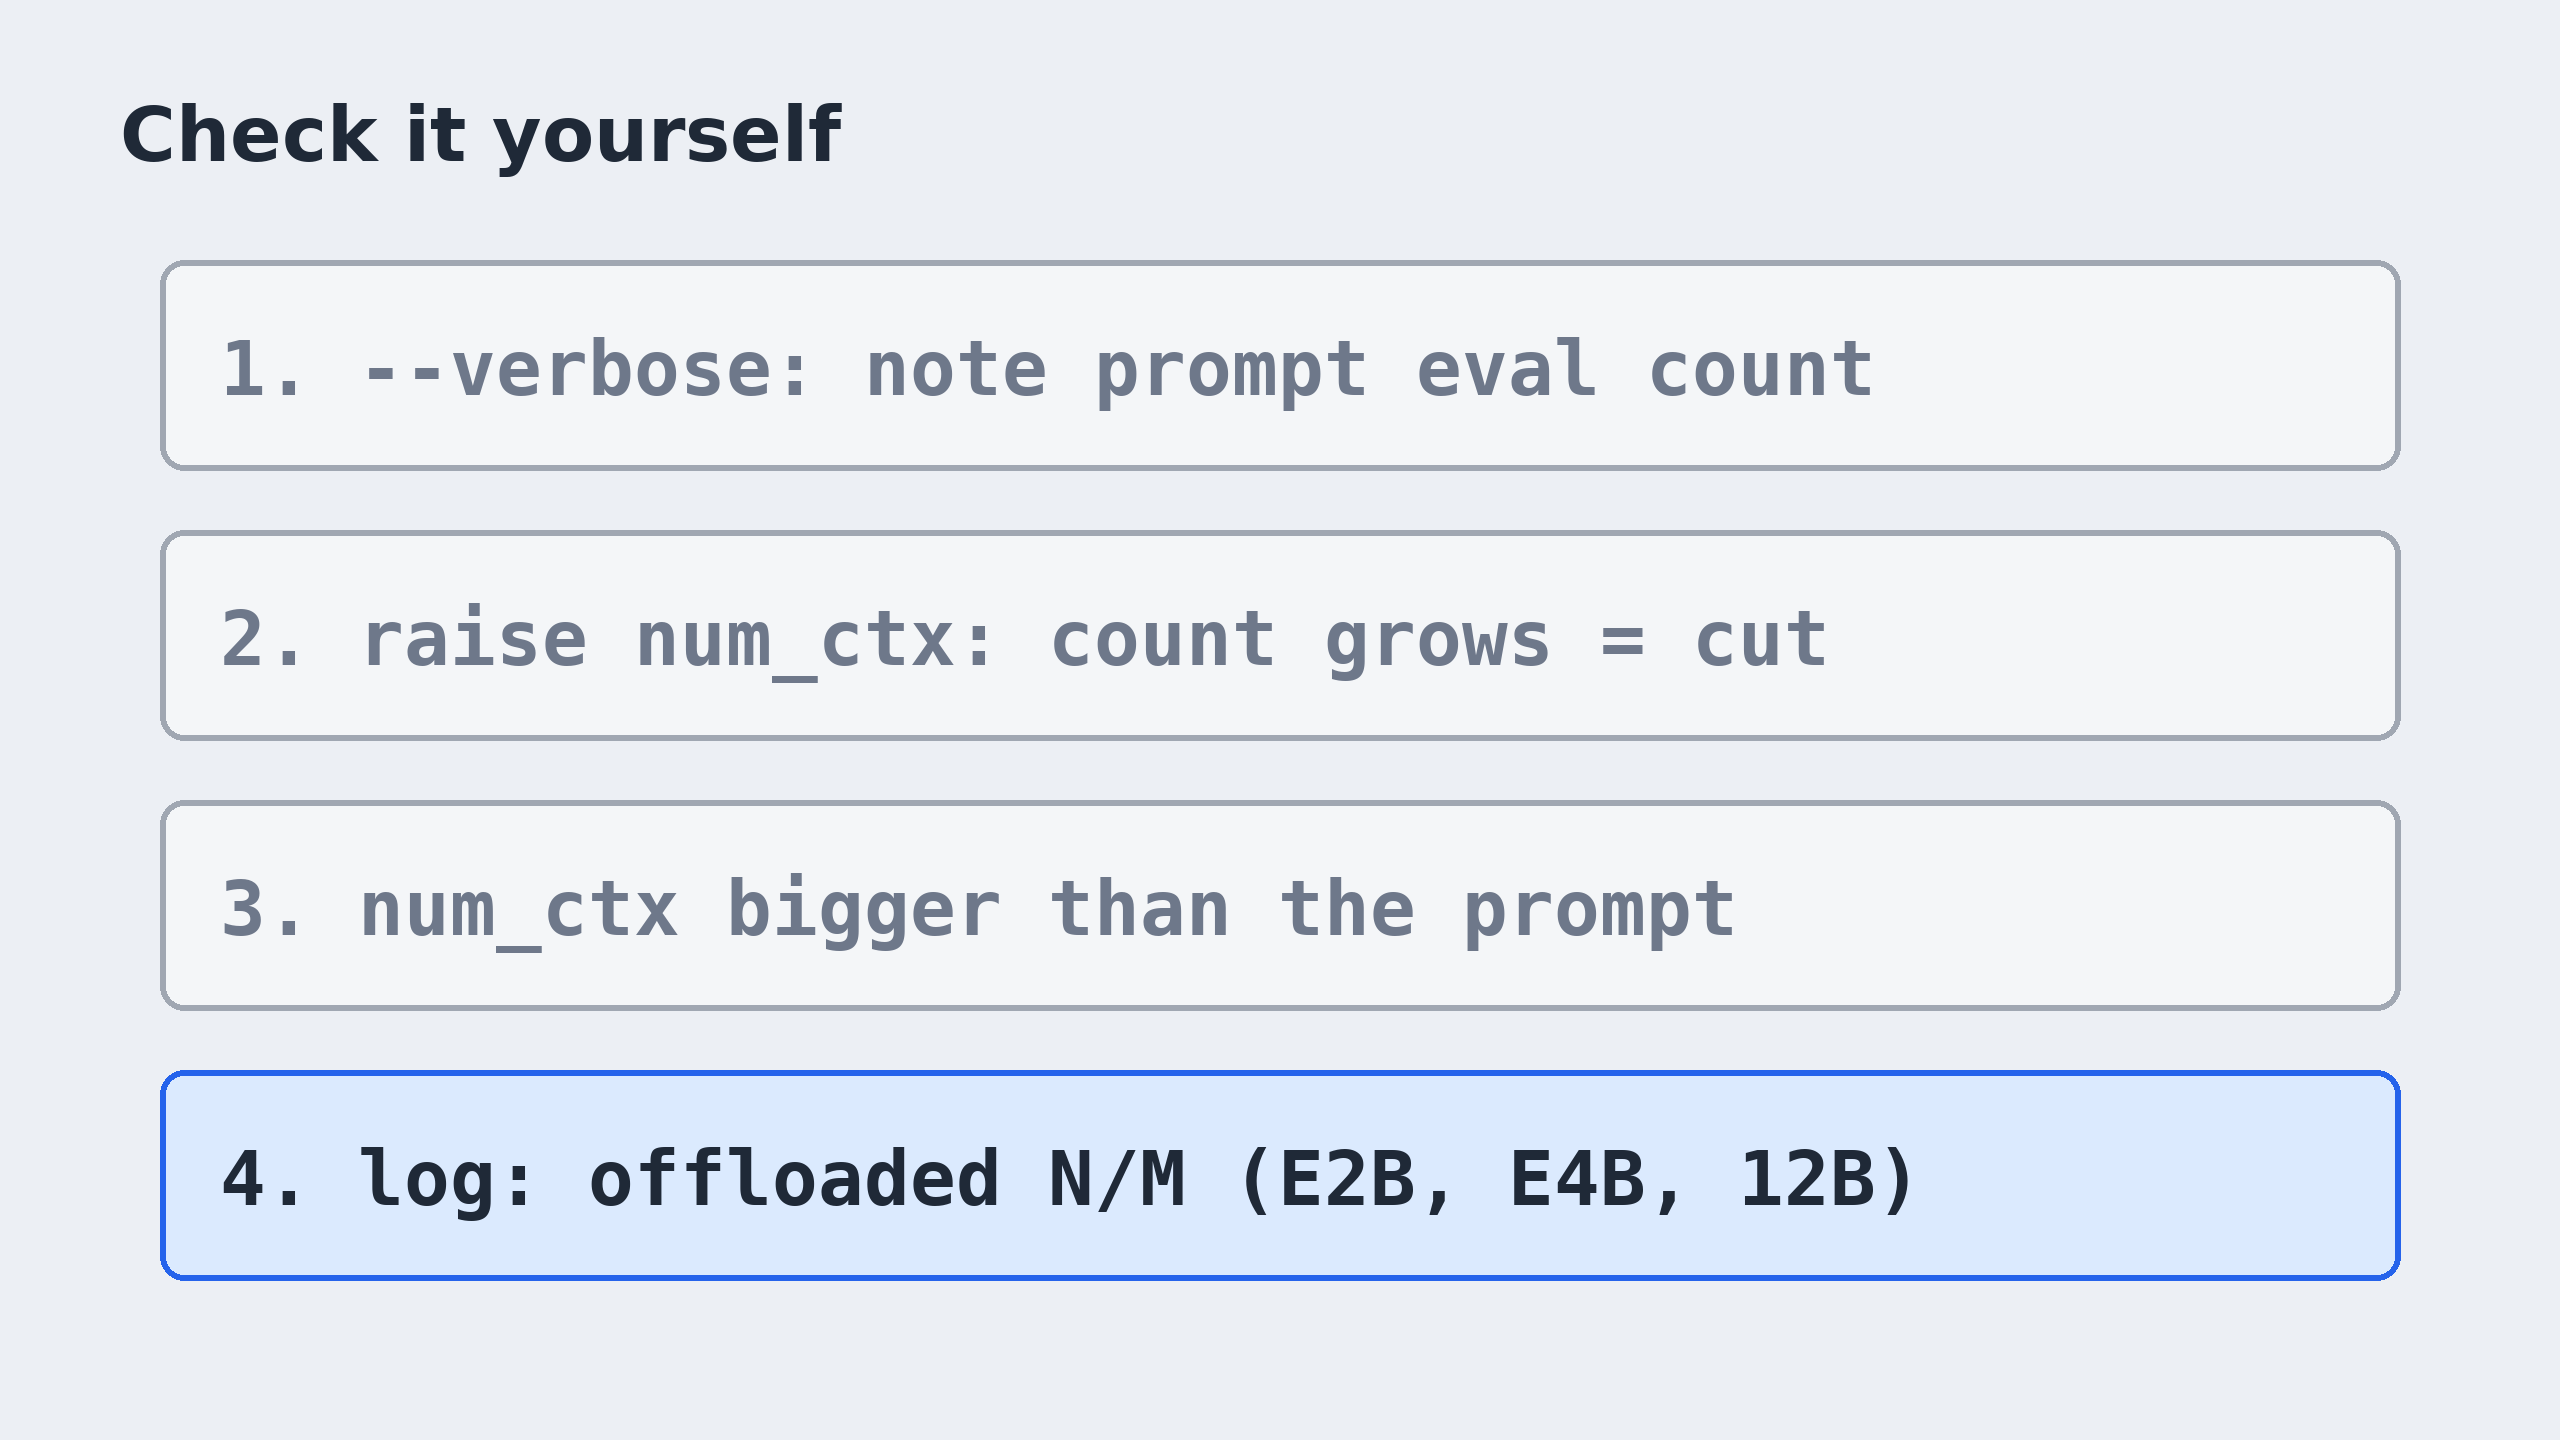 Check it yourself
1. --verbose: note prompt eval count
2. raise num_ctx: count grows = cut
3. num_ctx bigger than the prompt
4. log: offloaded N/M (E2B, E4B, 12B)